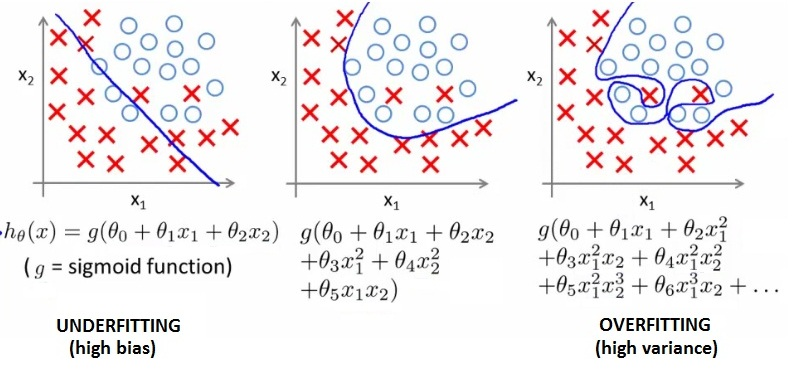 x₂
x₁
x₂
x₁
x₂
x₁
hθ(x) = g(θ₀ + θ₁x₁ + θ₂x₂)
( g = sigmoid function)
g(θ₀ + θ₁x₁ + θ₂x₂
+θ₃x₁² + θ₄x₂²
+θ₅x₁x₂)
g(θ₀ + θ₁x₁ + θ₂x₁²
+θ₃x₁²x₂ + θ₄x₁²x₂²
+θ₅x₁²x₂³ + θ₆x₁³x₂ + ...
UNDERFITTING
(high bias)
OVERFITTING
(high variance)